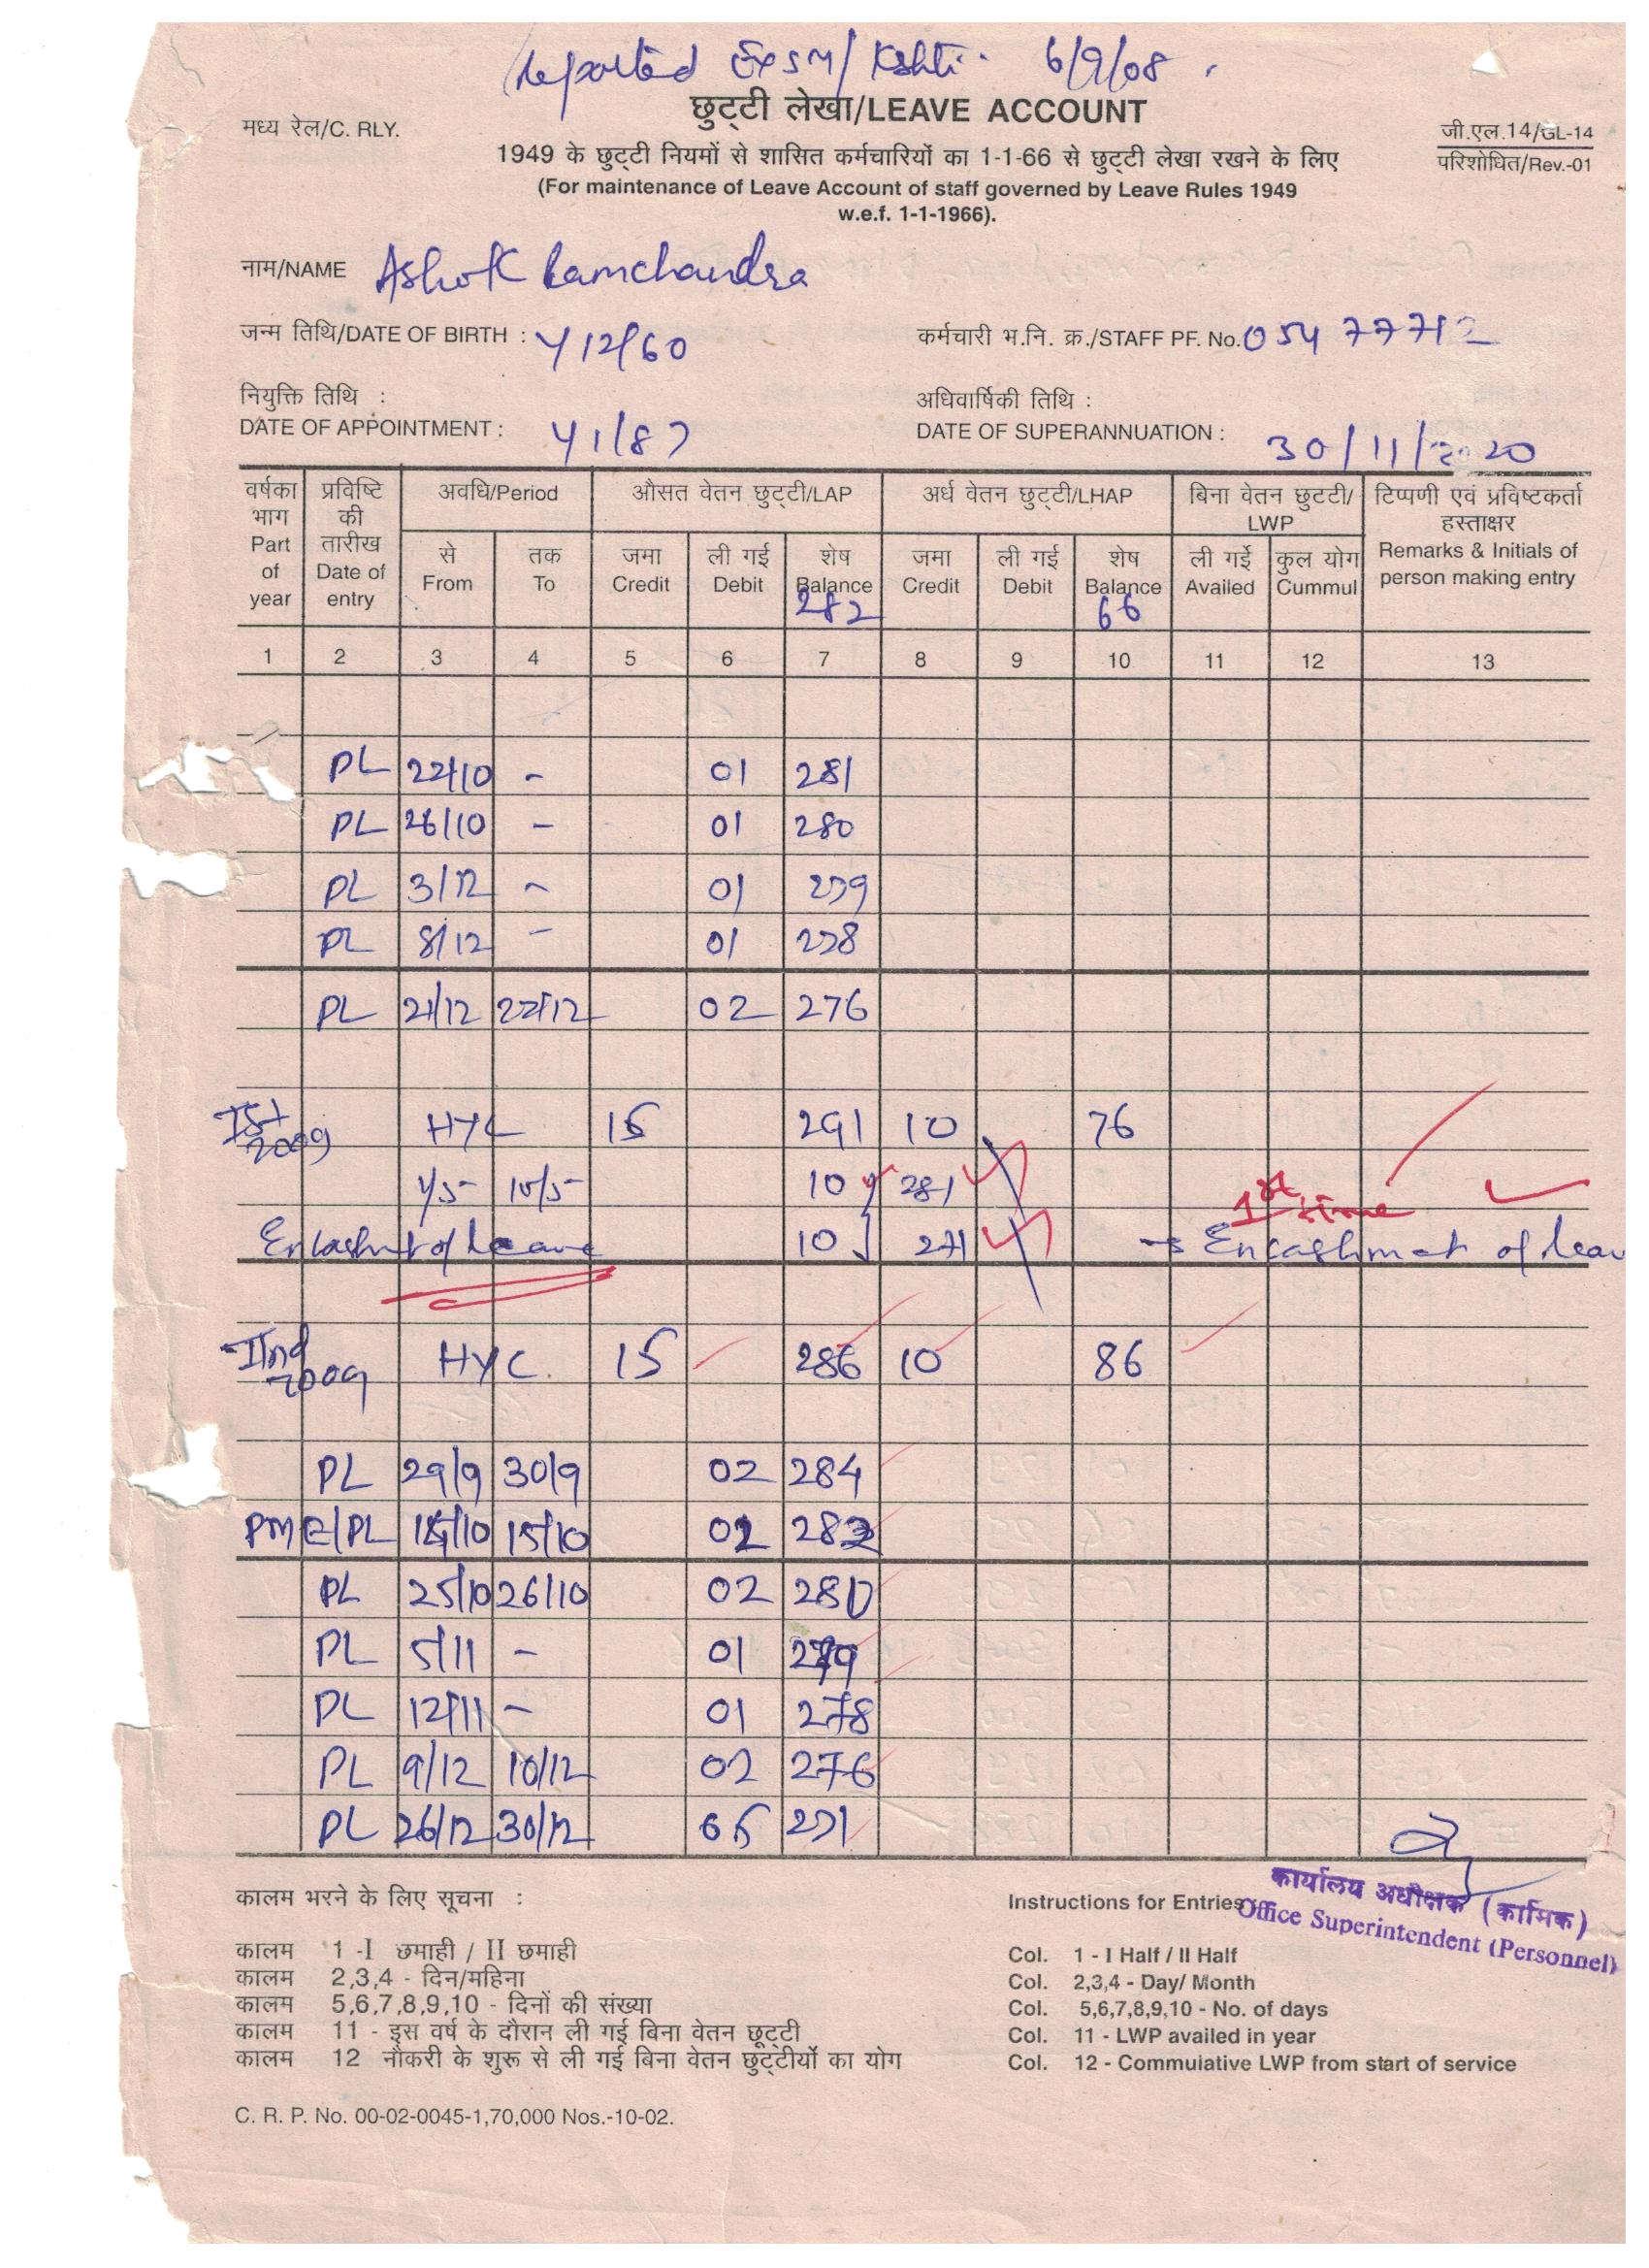 Reported Ex SM/Kshti. 6/9/08.
छुट्टी लेखा/LEAVE ACCOUNT
मध्य रेल/C. RLY.
जी.एल.14/GL-14
परिशोधित/Rev.-01
1949 के छुट्टी नियमों से शासित कर्मचारियों का 1-1-66 से छुट्टी लेखा रखने के लिए
(For maintenance of Leave Account of staff governed by Leave Rules 1949
w.e.f. 1-1-1966).
नाम/NAME Ashok Ramchandra
जन्म तिथि/DATE OF BIRTH : 1/12/60 कर्मचारी भ.नि. क्र./STAFF PF. No. 05477712
नियुक्ति तिथि : अधिवार्षिकी तिथि :
DATE OF APPOINTMENT : 1/1/87 DATE OF SUPERANNUATION : 30/11/2020
वर्षका भाग Part of year प्रविष्टि की तारीख Date of entry अवधि/Period औसत वेतन छुट्टी/LAP अर्ध वेतन छुट्टी/LHAP बिना वेतन छुटटी/LWP टिप्पणी एवं प्रविष्टकर्ता हस्ताक्षर Remarks & Initials of person making entry
से From तक To जमा Credit ली गई Debit शेष Balance जमा Credit ली गई Debit शेष Balance ली गई Availed कुल योग Cummul
282 66
1 2 3 4 5 6 7 8 9 10 11 12 13
PL 22/10 - 01 281
PL 26/10 - 01 280
PL 3/12 - 01 279
PL 8/12 - 01 278
PL 21/12 22/12 02 276
Ist 2009 HYC 15 291 10 76
1/5- 10/5- 10 281
1st time
Encashmt of Leave 10 271 → Encashment of leav
IInd 2009 HYC. 15 286 10 86
PL 29/9 30/9 02 284
PME/PL 14/10 15/10 02 282
PL 25/10 26/10 02 280
PL 5/11 - 01 279
PL 12/11 - 01 278
PL 9/12 10/12 02 276
PL 26/12 30/12 05 271
कार्यालय अधीक्षक (कार्मिक)
Office Superintendent (Personnel)
कालम भरने के लिए सूचना : Instructions for Entries
कालम 1 -I छमाही / II छमाही Col. 1 - I Half / II Half
कालम 2,3,4 - दिन/महिना Col. 2,3,4 - Day/ Month
कालम 5,6,7,8,9,10 - दिनों की संख्या Col. 5,6,7,8,9,10 - No. of days
कालम 11 - इस वर्ष के दौरान ली गई बिना वेतन छूट्टी Col. 11 - LWP availed in year
कालम 12 नौकरी के शुरू से ली गई बिना वेतन छुट्टीयों का योग Col. 12 - Commulative LWP from start of service
C. R. P. No. 00-02-0045-1,70,000 Nos.-10-02.